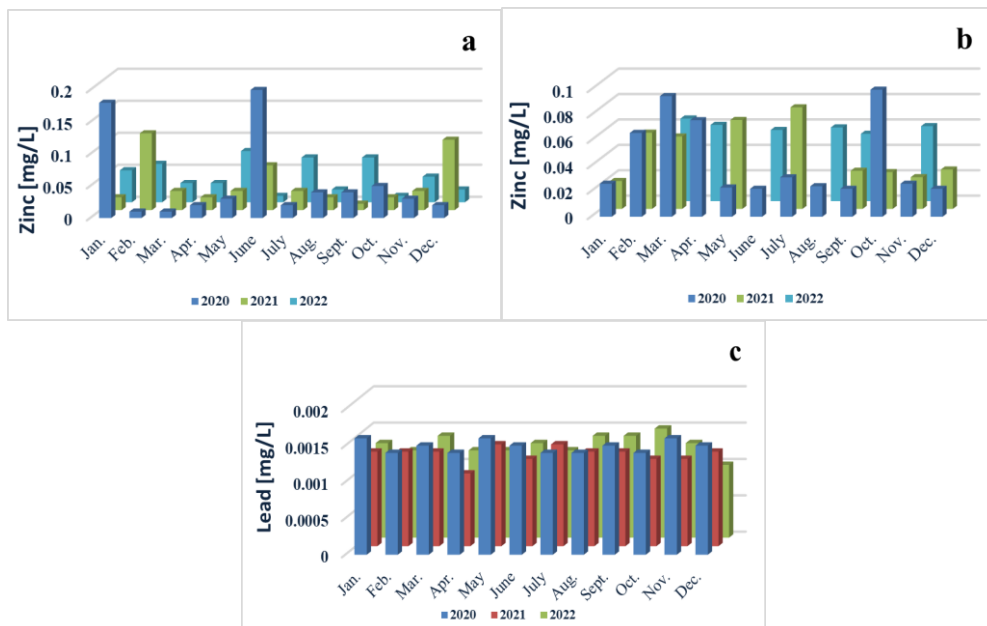 a
Zinc [mg/L]
0.2
0.15
0.1
0.05
0
Jan. Feb. Mar. Apr. May June July Aug. Sept. Oct. Nov. Dec.
2020 2021 2022
b
Zinc [mg/L]
0.1
0.08
0.06
0.04
0.02
0
Jan. Feb. Mar. Apr. May June July Aug. Sept. Oct. Nov. Dec.
2020 2021 2022
c
Lead [mg/L]
0.002
0.0015
0.001
0.0005
0
Jan. Feb. Mar. Apr. May June July Aug. Sept. Oct. Nov. Dec.
2020 2021 2022